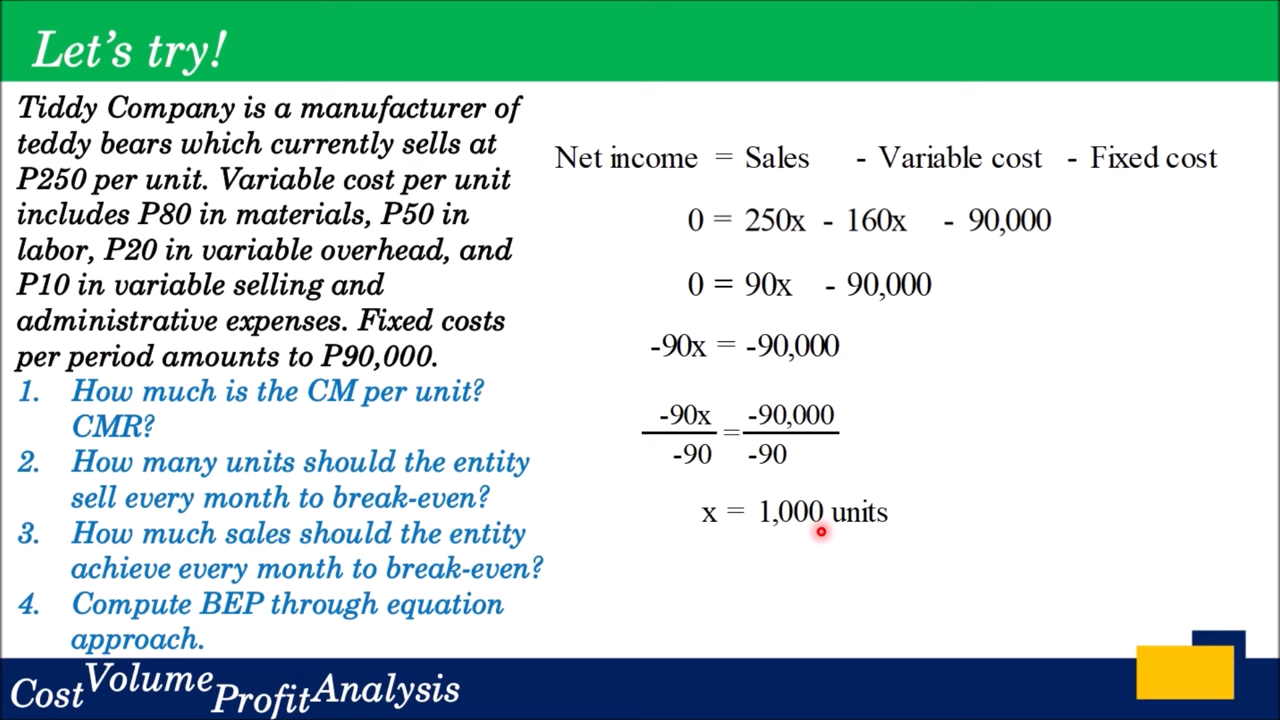 Let's try!
Tiddy Company is a manufacturer of
teddy bears which currently sells at
P250 per unit. Variable cost per unit
includes P80 in materials, P50 in
labor, P20 in variable overhead, and
P10 in variable selling and
administrative expenses. Fixed costs
per period amounts to P90,000.
1. How much is the CM per unit?
CMR?
2. How many units should the entity
sell every month to break-even?
3. How much sales should the entity
achieve every month to break-even?
4. Compute BEP through equation
approach.
Net income = Sales - Variable cost - Fixed cost
0 = 250x - 160x - 90,000
0 = 90x - 90,000
-90x = -90,000
-90x = -90,000
-90 -90
x = 1,000 units
Cost Volume Profit Analysis